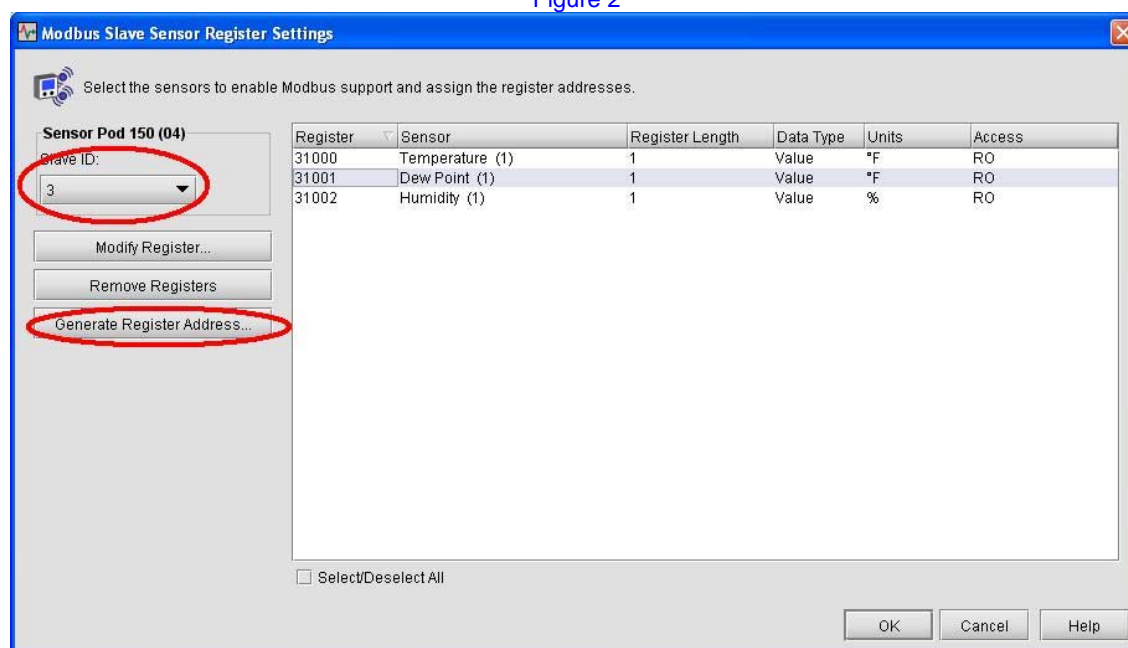 Figure 2
Modbus Slave Sensor Register Settings
Select the sensors to enable Modbus support and assign the register addresses.
Sensor Pod 150 (04)
Slave ID:
3
Modify Register...
Remove Registers
Generate Register Address...
Register Sensor Register Length Data Type Units Access
31000 Temperature (1) 1 Value °F RO
31001 Dew Point (1) 1 Value °F RO
31002 Humidity (1) 1 Value % RO
Select/Deselect All
OK Cancel Help